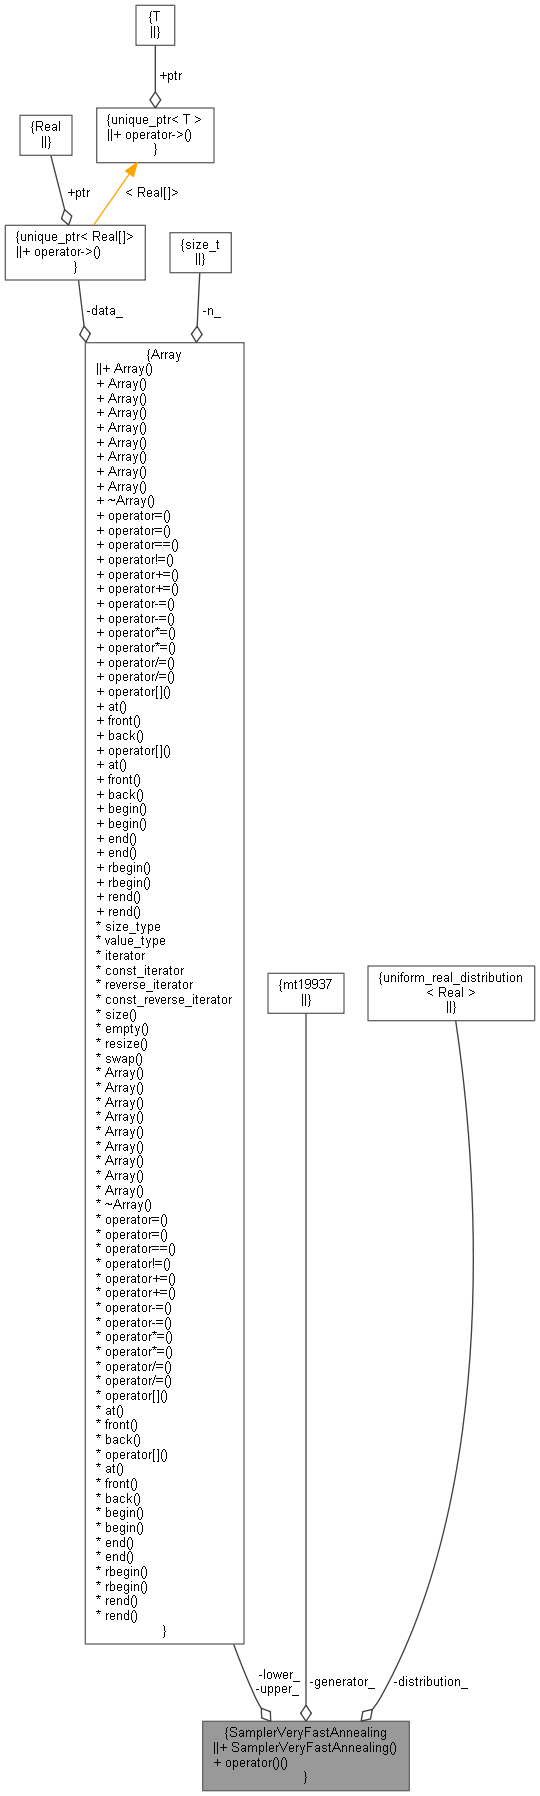 {T
||}
+ptr
{unique_ptr< T >
||+ operator->()
}
{Real
||}
+ptr
< Real[]>
{unique_ptr< Real[]>
||+ operator->()
}
{size_t
||}
-data_
-n_
{Array
||+ Array()
+ Array()
+ Array()
+ Array()
+ Array()
+ Array()
+ Array()
+ Array()
+ Array()
+ ~Array()
+ operator=()
+ operator=()
+ operator==()
+ operator!=()
+ operator+=()
+ operator+=()
+ operator-=()
+ operator-=()
+ operator*=()
+ operator*=()
+ operator/=()
+ operator/=()
+ operator[]()
+ at()
+ front()
+ back()
+ operator[]()
+ at()
+ front()
+ back()
+ begin()
+ begin()
+ end()
+ end()
+ rbegin()
+ rbegin()
+ rend()
+ rend()
* size_type
* value_type
* iterator
* const_iterator
* reverse_iterator
* const_reverse_iterator
* size()
* empty()
* resize()
* swap()
* Array()
* Array()
* Array()
* Array()
* Array()
* Array()
* Array()
* Array()
* Array()
* ~Array()
* operator=()
* operator=()
* operator==()
* operator!=()
* operator+=()
* operator+=()
* operator-=()
* operator-=()
* operator*=()
* operator*=()
* operator/=()
* operator/=()
* operator[]()
* at()
* front()
* back()
* operator[]()
* at()
* front()
* back()
* begin()
* begin()
* end()
* end()
* rbegin()
* rbegin()
* rend()
* rend()
}
{mt19937
||}
{uniform_real_distribution
< Real >
||}
-lower_
-upper_
-generator_
-distribution_
{SamplerVeryFastAnnealing
||+ SamplerVeryFastAnnealing()
+ operator()()
}